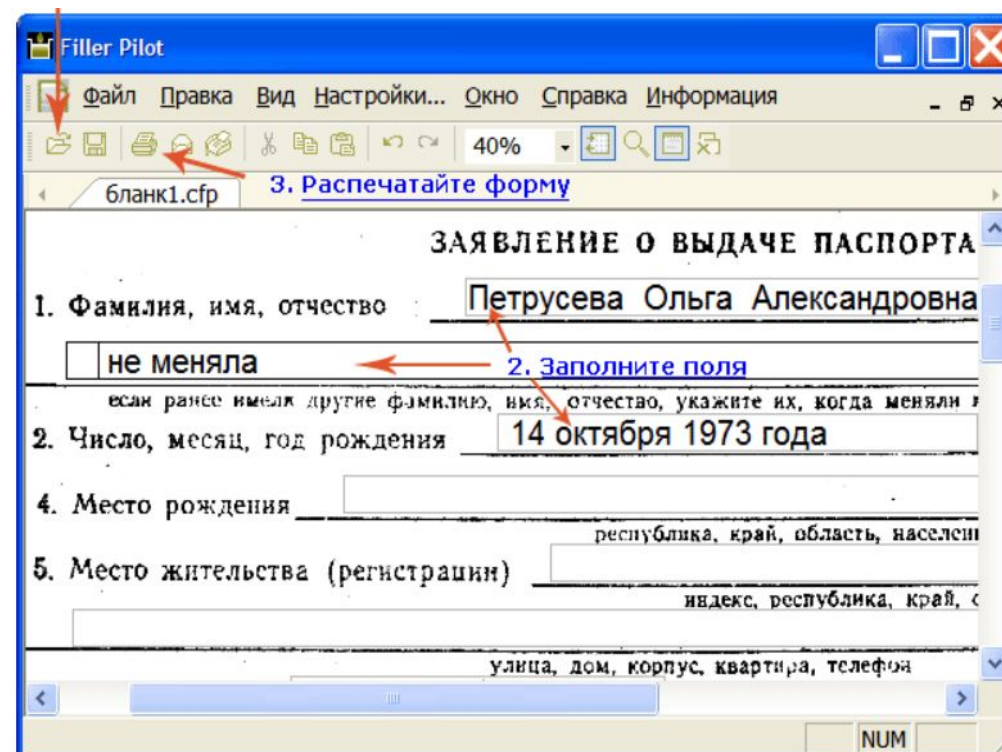 Filler Pilot
Файл Правка Вид Настройки... Окно Справка Информация
40%
бланк1.cfp
3. Распечатайте форму
ЗАЯВЛЕНИЕ О ВЫДАЧЕ ПАСПОРТА
1. Фамилия, имя, отчество Петрусева Ольга Александровна
не меняла
2. Заполните поля
если ранее имели другие фамилию, имя, отчество, укажите их, когда меняли
2. Число, месяц, год рождения 14 октября 1973 года
4. Место рождения
республика, край, область,
5. Место жительства (регистрации)
индекс, республика, край,
улица, дом, корпус, квартира, телефон
NUM